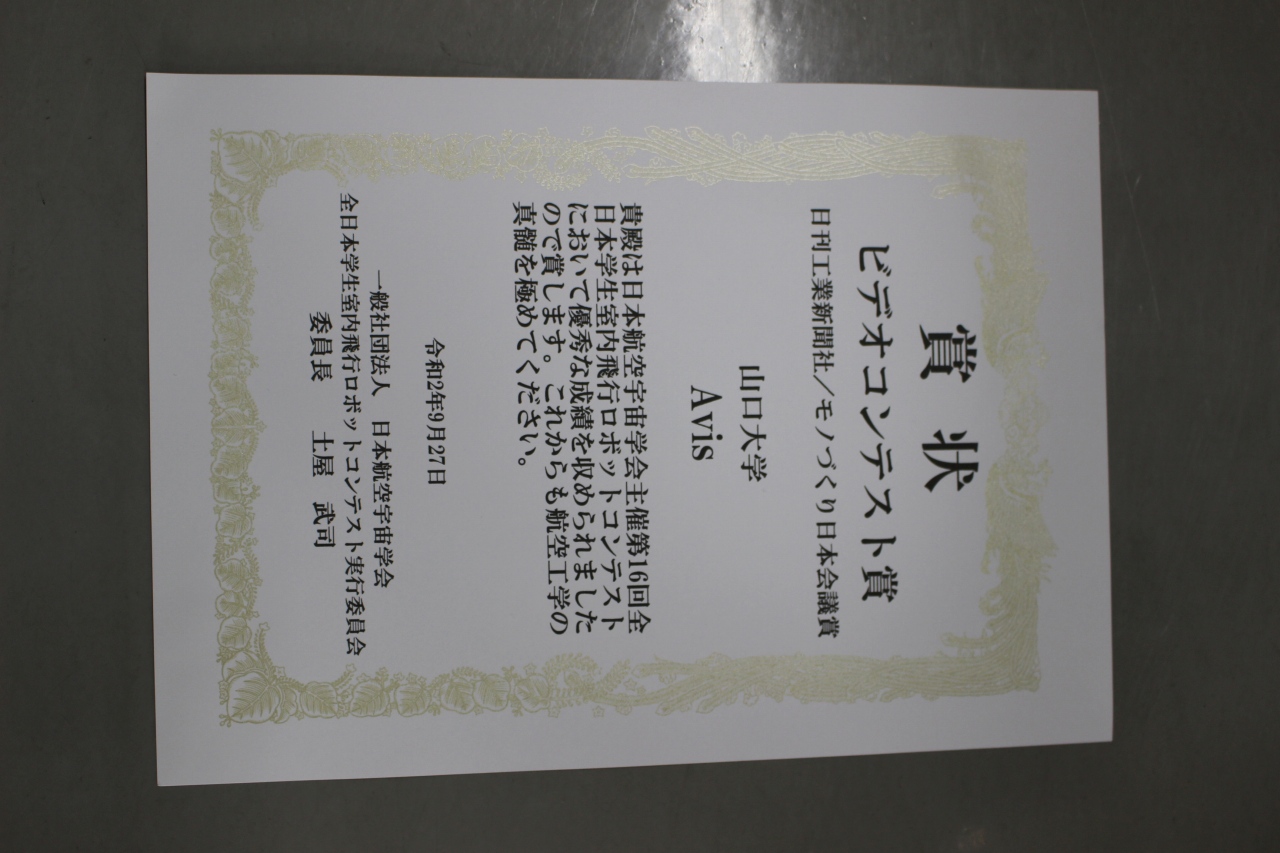 賞状
ビデオコンテスト賞
日刊工業新聞社/モノづくり日本会議賞
山口大学
Avis
貴殿は日本航空宇宙学会主催第16回全
日本学生室内飛行ロボットコンテスト
において優秀な成績を収められました
ので賞します。これからも航空工学の
真髄を極めてください。
令和2年9月27日
一般社団法人 日本航空宇宙学会
全日本学生室内飛行ロボットコンテスト実行委員会
委員長 土屋 武司